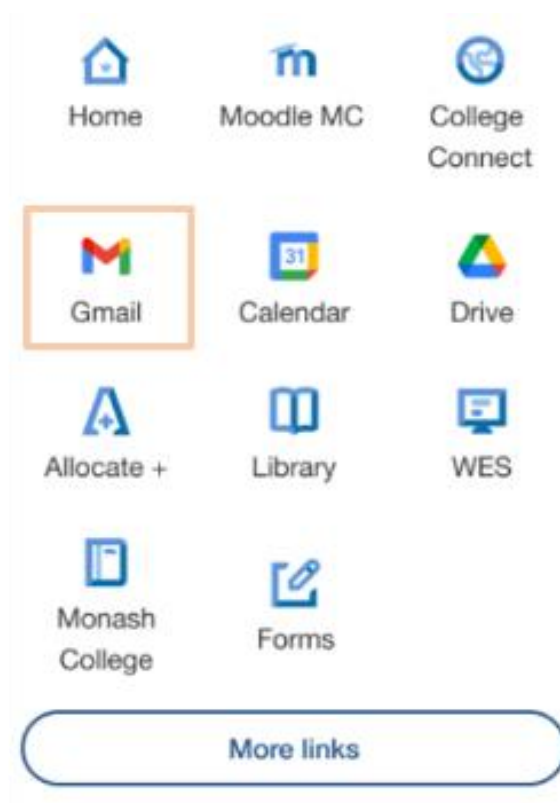 Home
Moodle MC
College
Connect
Gmail
31
Calendar
Drive
Allocate +
Library
WES
Monash
College
Forms
More links